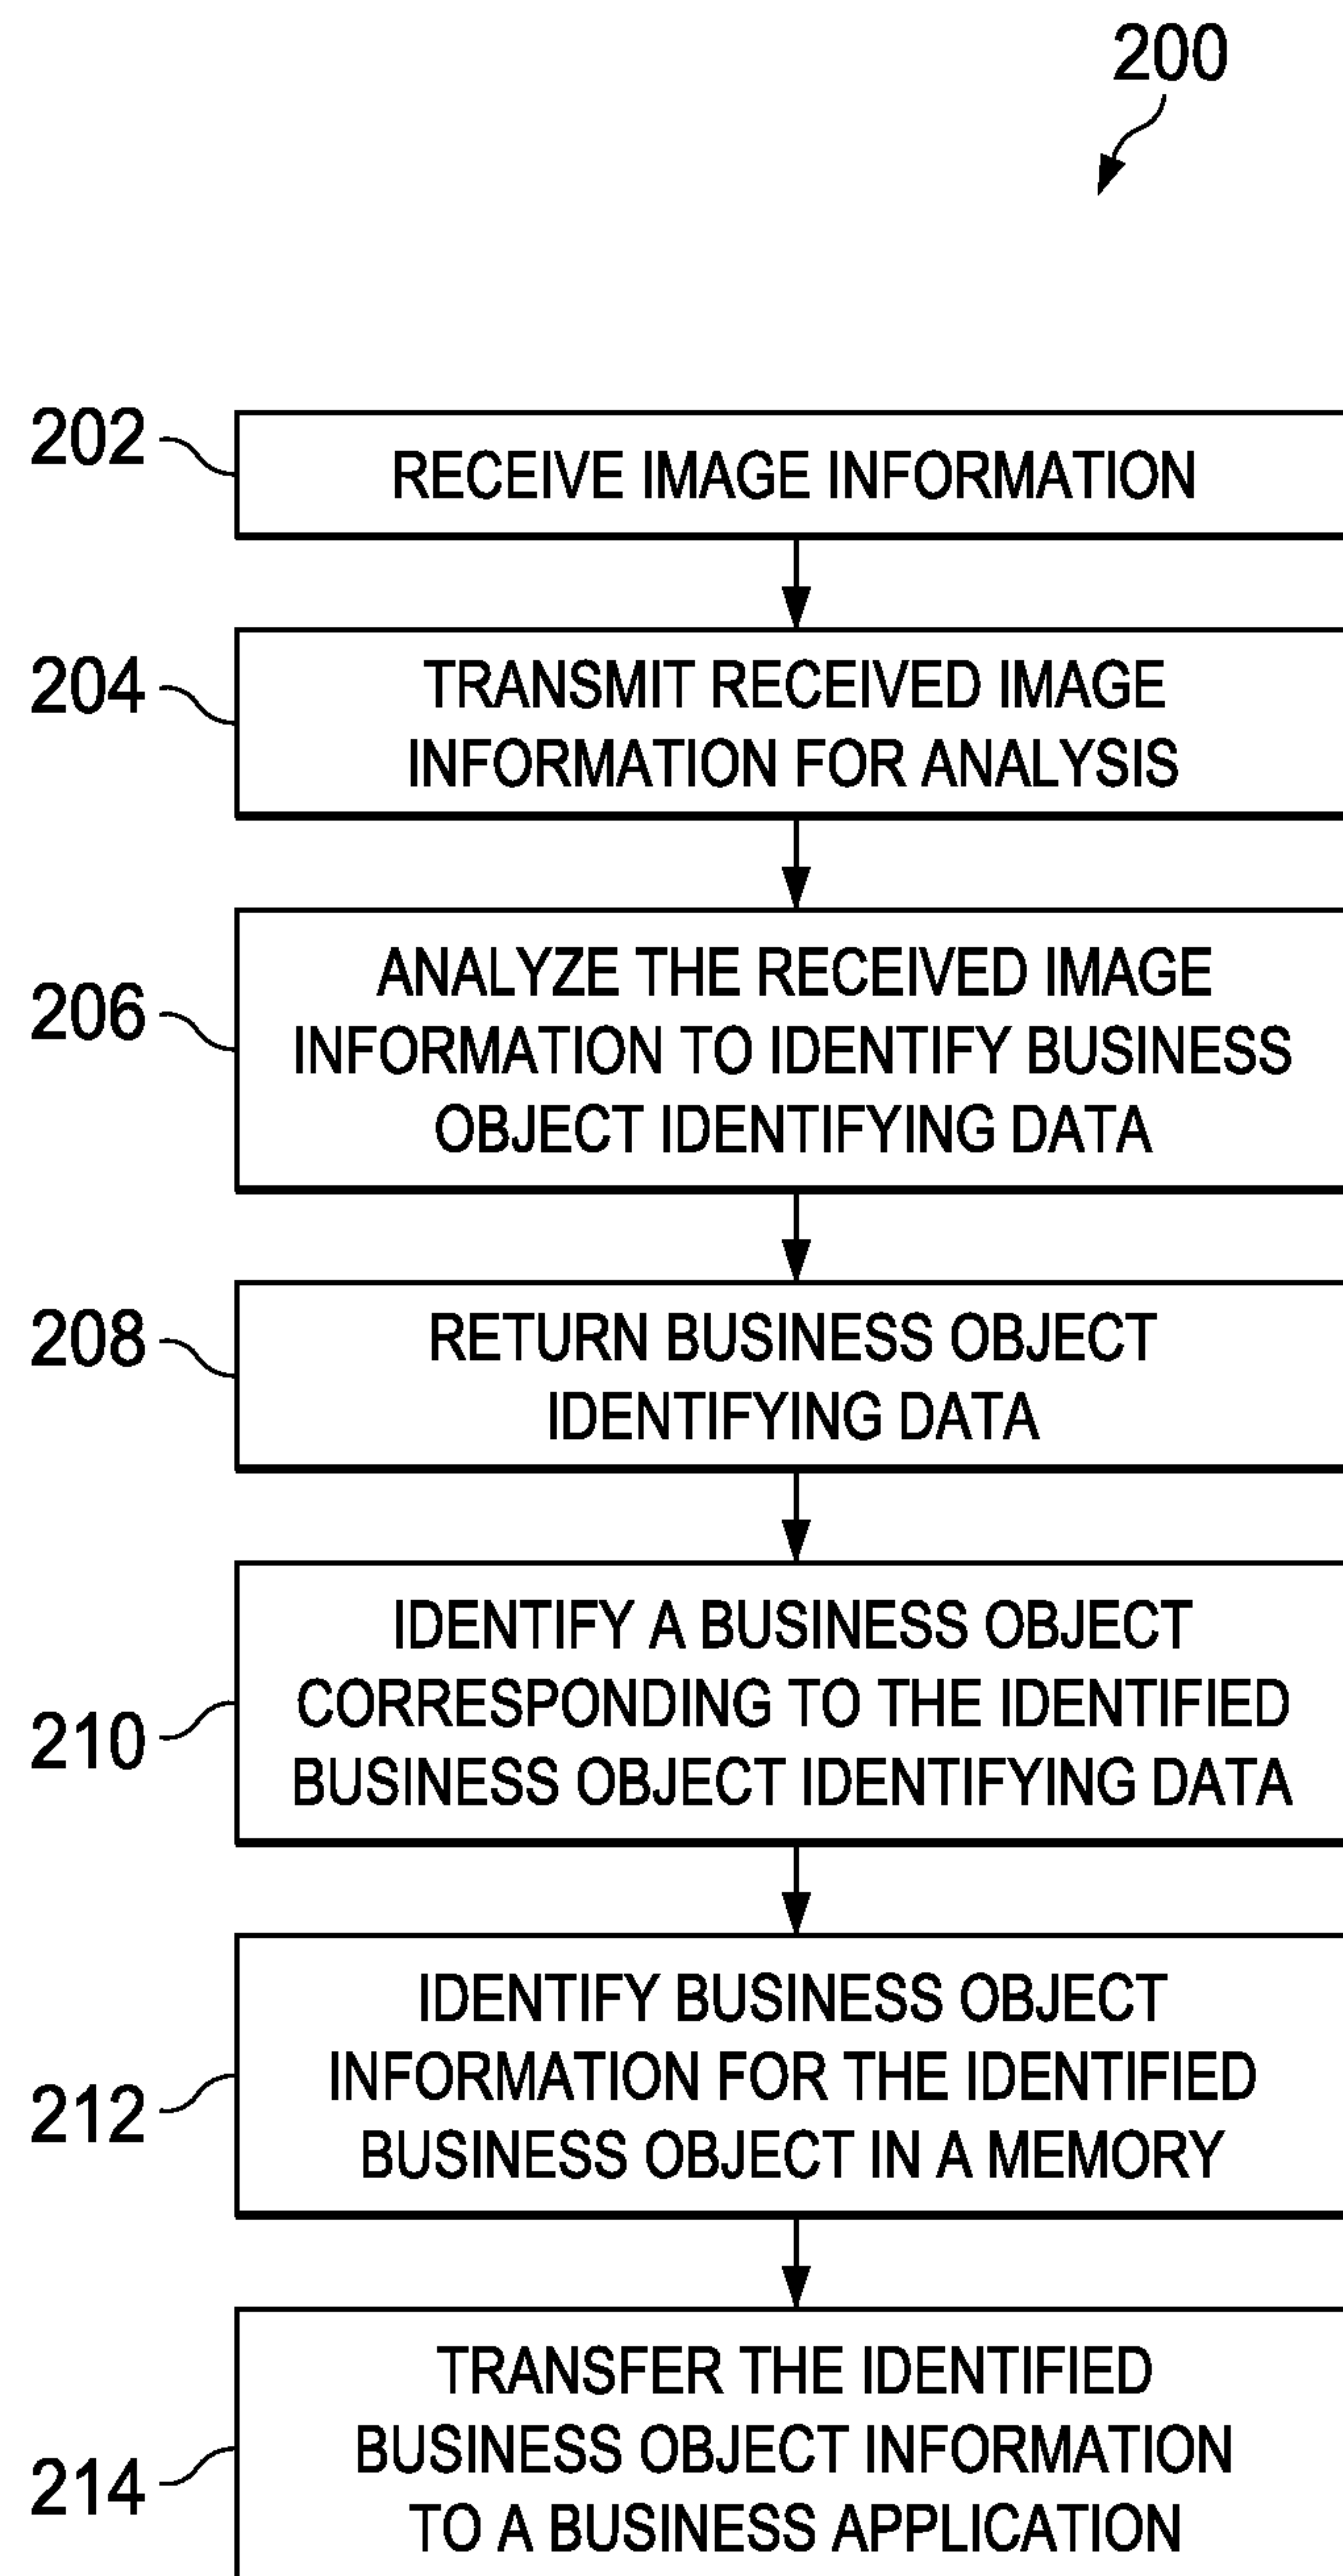 200
202
RECEIVE IMAGE INFORMATION
204
TRANSMIT RECEIVED IMAGE
INFORMATION FOR ANALYSIS
206
ANALYZE THE RECEIVED IMAGE
INFORMATION TO IDENTIFY BUSINESS
OBJECT IDENTIFYING DATA
208
RETURN BUSINESS OBJECT
IDENTIFYING DATA
210
IDENTIFY A BUSINESS OBJECT
CORRESPONDING TO THE IDENTIFIED
BUSINESS OBJECT IDENTIFYING DATA
212
IDENTIFY BUSINESS OBJECT
INFORMATION FOR THE IDENTIFIED
BUSINESS OBJECT IN A MEMORY
214
TRANSFER THE IDENTIFIED
BUSINESS OBJECT INFORMATION
TO A BUSINESS APPLICATION